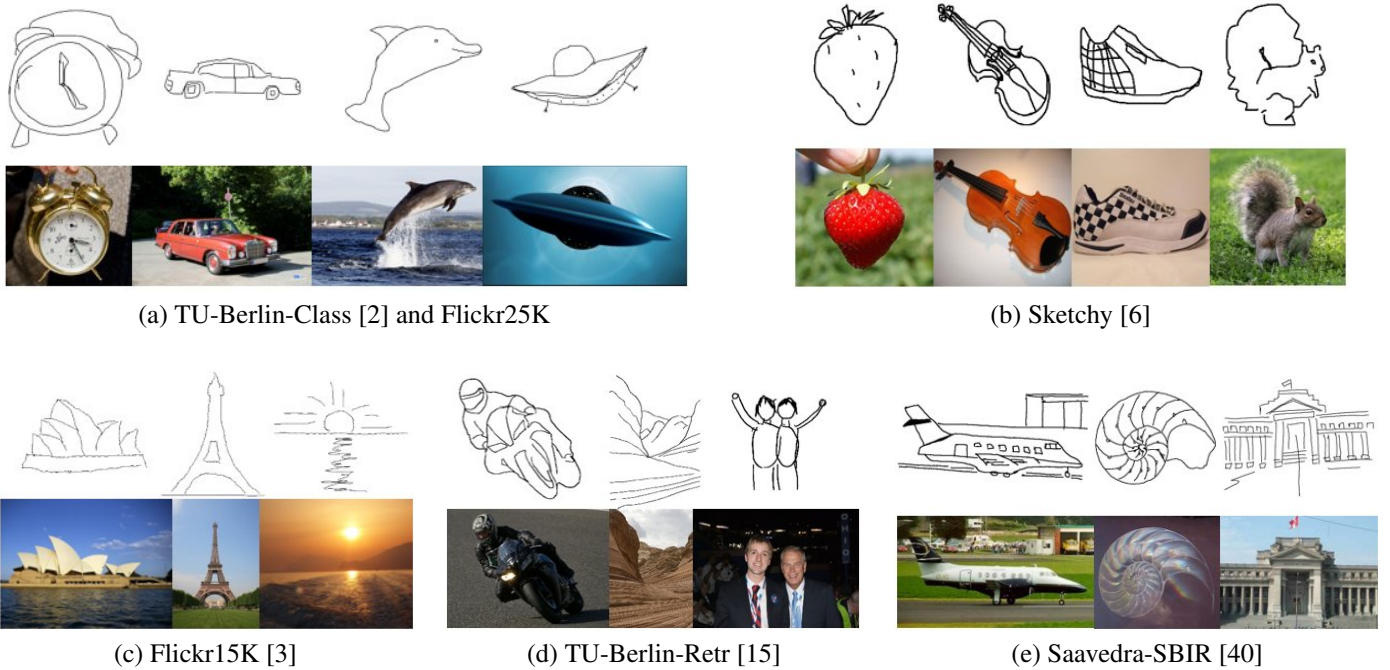 (a) TU-Berlin-Class [2] and Flickr25K
(b) Sketchy [6]
(c) Flickr15K [3]
(d) TU-Berlin-Retr [15]
(e) Saavedra-SBIR [40]